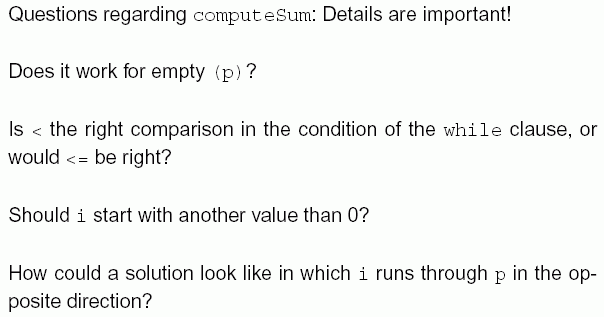 Questions regarding computeSum: Details are important!
Does it work for empty (p)?
Is < the right comparison in the condition of the while clause, or
would <= be right?
Should i start with another value than 0?
How could a solution look like in which i runs through p in the op-
posite direction?